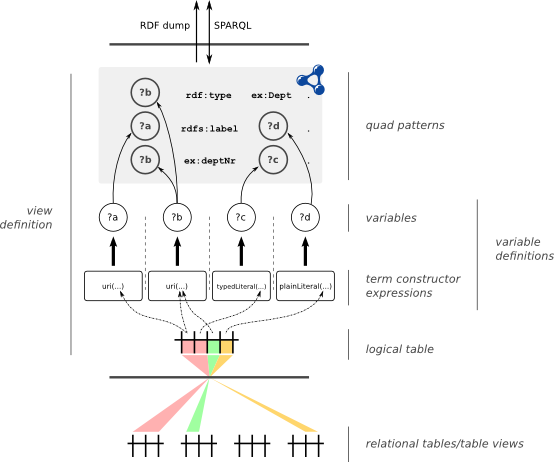 RDF dump SPARQL
?b rdf:type ex:Dept .
?a rdfs:label ?d .
?b ex:deptNr ?c .
quad patterns
view
definition
?a ?b ?c ?d
variables
variable
definitions
uri(...) uri(...) typedLiteral(...) plainLiteral(...)
term constructor
expressions
logical table
relational tables/table views